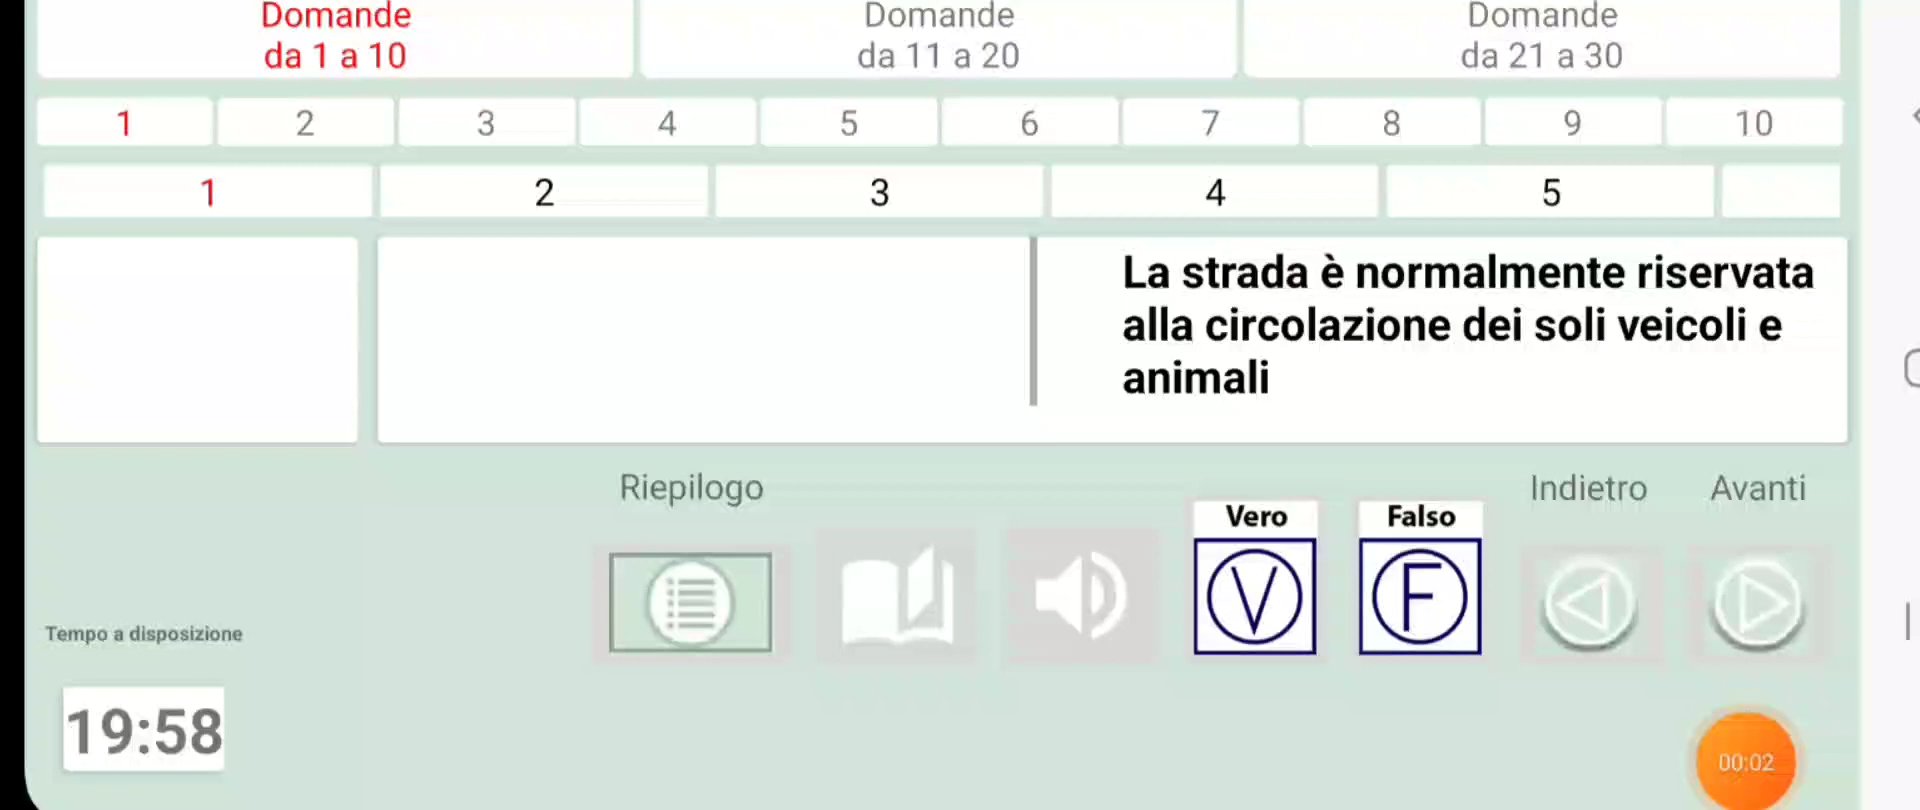 Domande
da 1 a 10
Domande
da 11 a 20
Domande
da 21 a 30
1 2 3 4 5 6 7 8 9 10
1 2 3 4 5
La strada è normalmente riservata
alla circolazione dei soli veicoli e
animali
Riepilogo
Vero
Falso
Indietro
Avanti
V
F
Tempo a disposizione
19:58
00:02